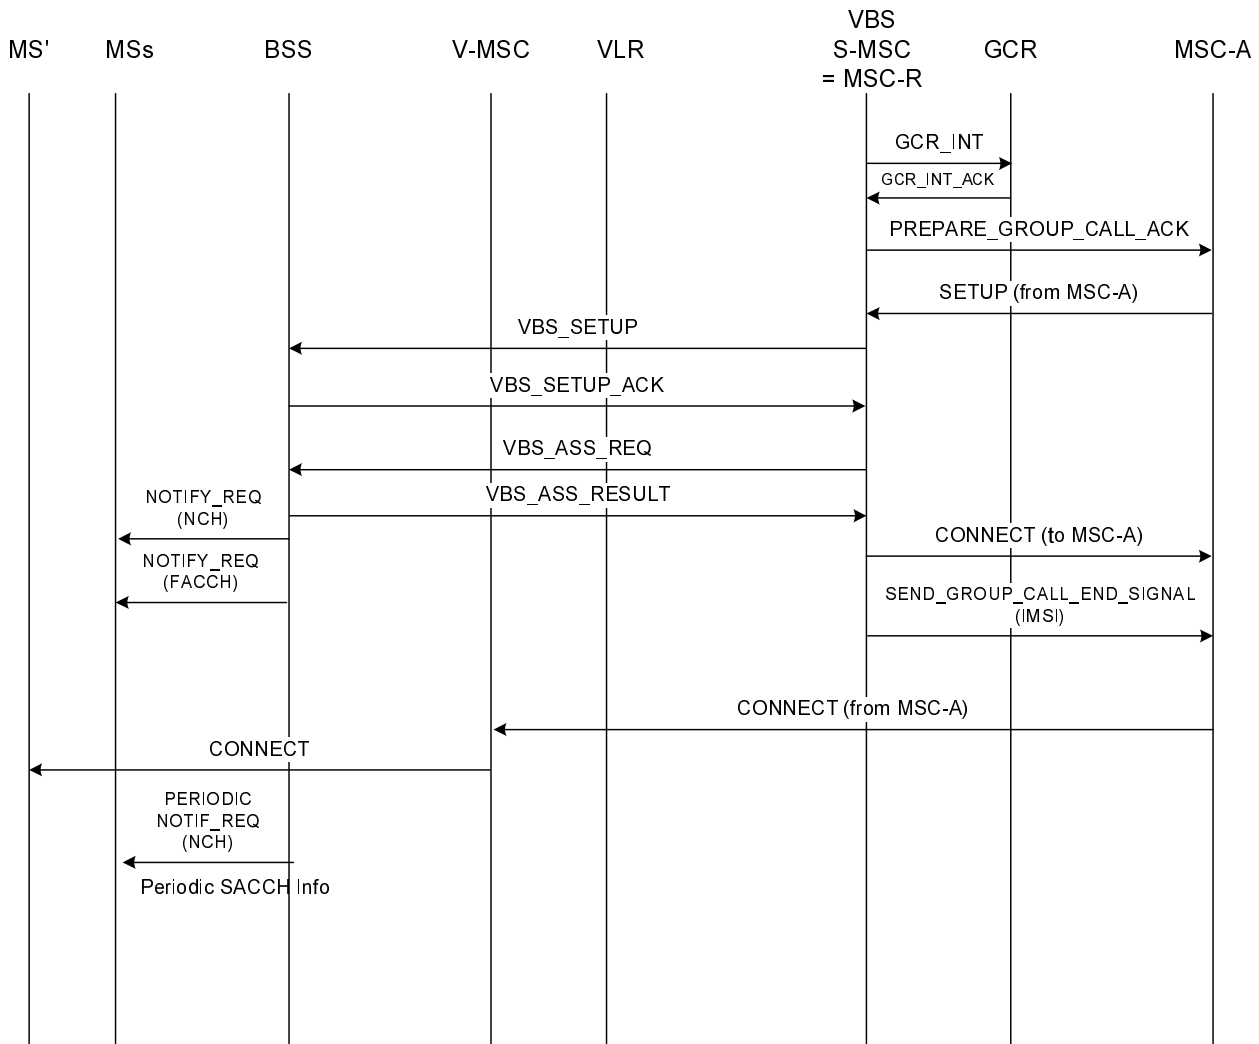 MS'
MSs
BSS
V-MSC
VLR
VBS
S-MSC
= MSC-R
GCR
MSC-A
GCR_INT
GCR_INT_ACK
PREPARE_GROUP_CALL_ACK
SETUP (from MSC-A)
VBS_SETUP
VBS_SETUP_ACK
VBS_ASS_REQ
VBS_ASS_RESULT
NOTIFY_REQ
(NCH)
CONNECT (to MSC-A)
NOTIFY_REQ
(FACCH)
SEND_GROUP_CALL_END_SIGNAL
(IMSI)
CONNECT (from MSC-A)
CONNECT
PERIODIC
NOTIF_REQ
(NCH)
Periodic SACCH Info